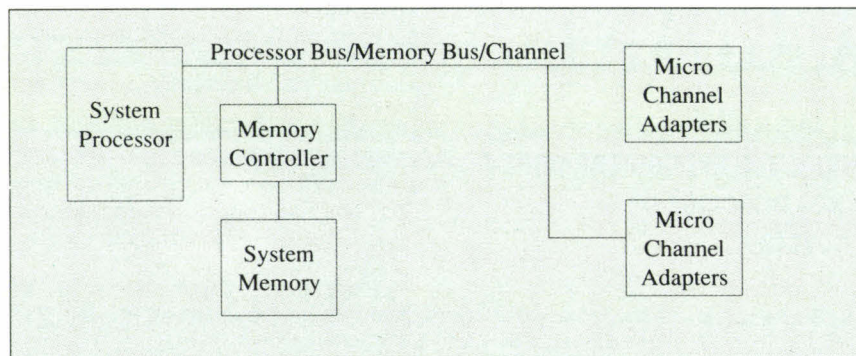 Processor Bus/Memory Bus/Channel
System
Processor
Memory
Controller
System
Memory
Micro
Channel
Adapters
Micro
Channel
Adapters